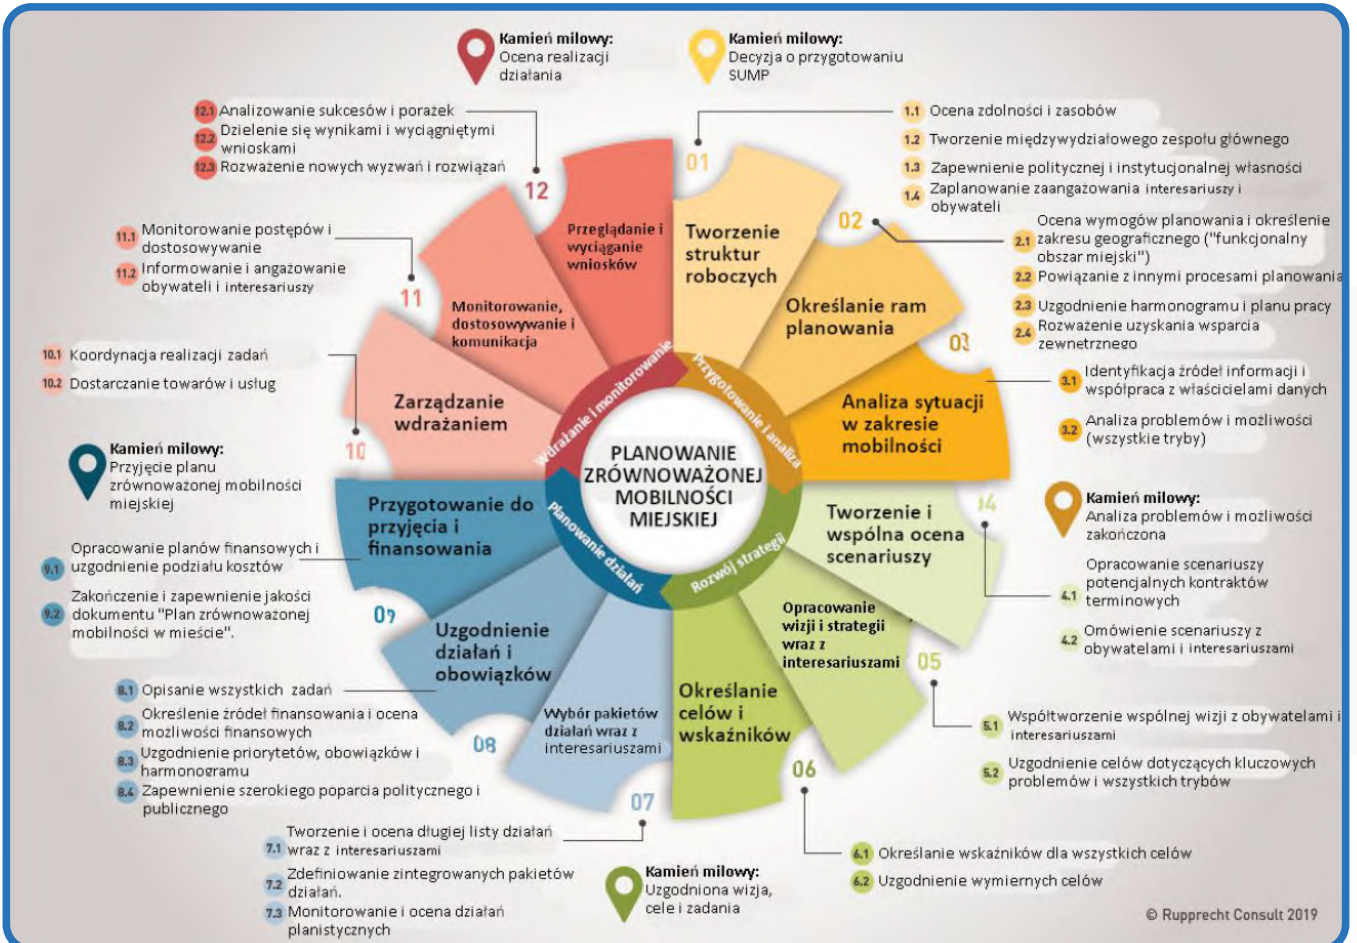 Kamień milowy:
Ocena realizacji
działania
Kamień milowy:
Decyzja o przygotowaniu
SUMP
12.1 Analizowanie sukcesów i porażek
12.2 Dzielenie się wynikami i wyciągniętymi
wnioskami
12.3 Rozważenie nowych wyzwań i rozwiązań
1.1 Ocena zdolności i zasobów
1.2 Tworzenie międzywydziałowego zespołu głównego
1.3 Zapewnienie politycznej i instytucjonalnej własności
1.4 Zaplanowanie zaangażowania interesariuszy i
obywateli
11.1 Monitorowanie postępów i
dostosowywanie
11.2 Informowanie i angażowanie
obywateli i interesariuszy
2.1 Ocena wymogów planowania i określenie
zakresu geograficznego ("funkcjonalny
obszar miejski")
2.2 Powiązanie z innymi procesami planowania
2.3 Uzgodnienie harmonogramu i planu pracy
2.4 Rozważenie uzyskania wsparcia
zewnetrznego
10.1 Koordynacja realizacji zadań
10.2 Dostarczanie towarów i usług
3.1 Identyfikacja źródeł informacji i
współpraca z właścicielami danych
3.2 Analiza problemów i możliwości
(wszystkie tryby)
01
Tworzenie
struktur
roboczych
02
Określanie ram
planowania
03
Analiza sytuacji
w zakresie
mobilności
14
Tworzenie i
wspólna ocena
scenariuszy
05
Opracowanie
wizji i strategii
wraz z
interesariuszami
06
Określanie
celów i
wskaźników
07
Wybór pakietów
działań wraz z
interesariuszami
08
Uzgodnienie
działań i
obowiązków
09
Przygotowanie do
przyjęcia i
finansowania
10
Zarządzanie
wdrażaniem
11
Monitorowanie,
dostosowywanie i
komunikacja
12
Przeglądanie i
wyciąganie
wniosków
Wdrażanie i monitorowanie
Przygotowanie i analiza
Rozwój strategii
Planowanie działań
PLANOWANIE
ZRÓWNOWAŻONEJ
MOBILNOŚCI
MIEJSKIEJ
Kamień milowy:
Przyjęcie planu
zrównoważonej mobilności
miejskiej
Kamień milowy:
Analiza problemów i możliwości
zakończona
9.1 Opracowanie planów finansowych i
uzgodnienie podziału kosztów
9.2 Zakończenie i zapewnienie jakości
dokumentu "Plan zrównoważonej
mobilności w mieście".
4.1 Opracowanie scenariuszy
potencjalnych kontraktów
terminowych
4.2 Omówienie scenariuszy z
obywatelami i interesariuszami
8.1 Opisanie wszystkich zadań
8.2 Określenie źródeł finansowania i ocena
możliwości finansowych
8.3 Uzgodnienie priorytetów, obowiązków i
harmonogramu
8.4 Zapewnienie szerokiego poparcia politycznego i
publicznego
5.1 Współtworzenie wspólnej wizji z obywatelami i
interesariuszami
5.2 Uzgodnienie celów dotyczących kluczowych
problemów i wszystkich trybów
7.1 Tworzenie i ocena długiej listy działań
wraz z interesariuszami
7.2 Zdefiniowanie zintegrowanych pakietów
działań.
7.3 Monitorowanie i ocena działań
planistycznych
Kamień milowy:
Uzgodniona wizja,
cele i zadania
6.1 Określanie wskaźników dla wszystkich celów
6.2 Uzgodnienie wymiernych celów
© Rupprecht Consult 2019